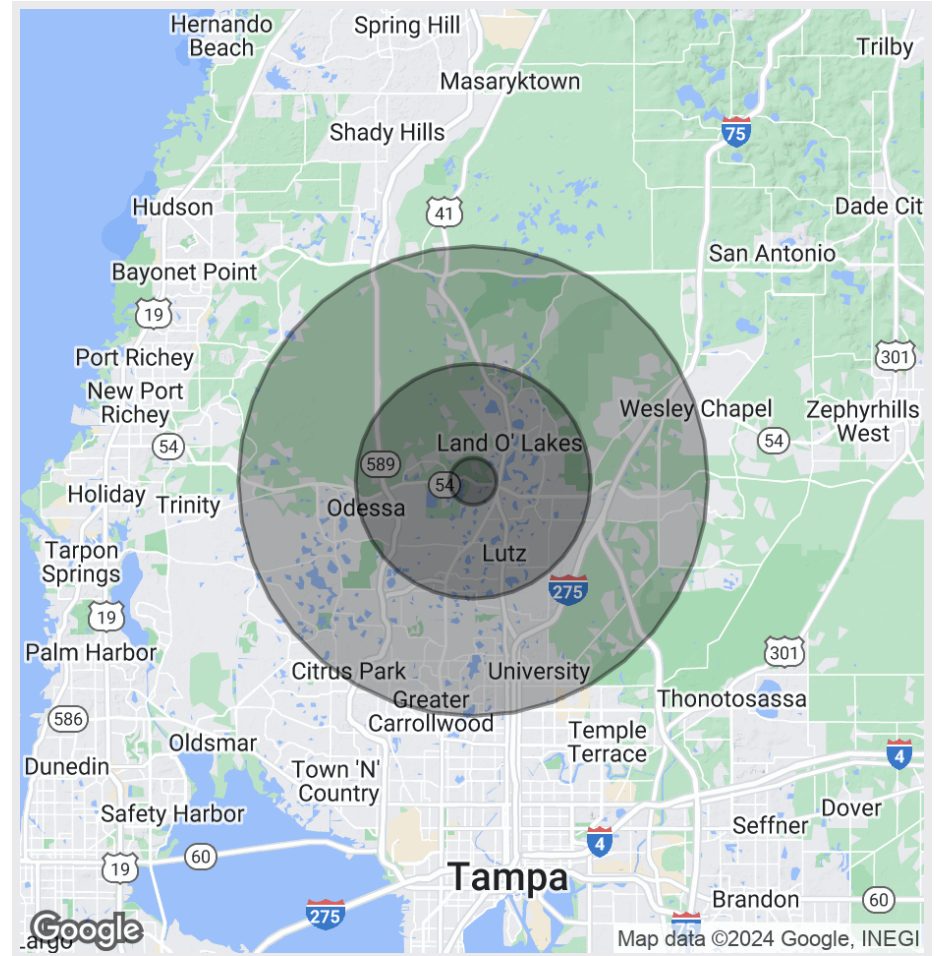 Hernando
Beach
Spring Hill
Trilby
Masaryktown
Shady Hills
75
Hudson
41
Dade Cit
San Antonio
Bayonet Point
19
Port Richey
301
New Port
Richey
Wesley Chapel
Zephyrhills
West
54
Land O' Lakes
54
589
54
Holiday
Trinity
Odessa
Tarpon
Springs
Lutz
275
19
Palm Harbor
301
Citrus Park
University
Greater
Carrollwood
Thonotosassa
586
Oldsmar
Temple
Terrace
4
Dunedin
Town 'N'
Country
Safety Harbor
Dover
Seffner
4
60
19
Tampa
Brandon
60
275
75
Google
Largo
Map data ©2024 Google, INEGI